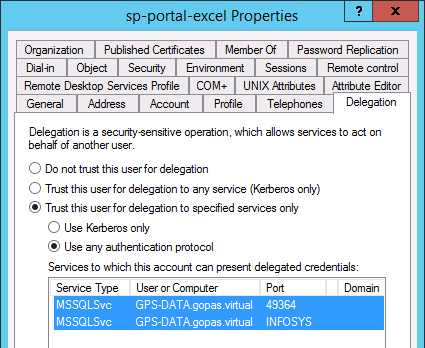 sp-portal-excel Properties
?
x
Organization Published Certificates Member Of Password Replication
Dial-in Object Security Environment Sessions Remote control
Remote Desktop Services Profile COM+ UNIX Attributes Attribute Editor
General Address Account Profile Telephones Delegation
Delegation is a security-sensitive operation, which allows services to act on
behalf of another user.
Do not trust this user for delegation
Trust this user for delegation to any service (Kerberos only)
Trust this user for delegation to specified services only
Use Kerberos only
Use any authentication protocol
Services to which this account can present delegated credentials:
Service Type User or Computer Port Domain
MSSQLSvc GPS-DATA.gopas.virtual 49364
MSSQLSvc GPS-DATA.gopas.virtual INFOSYS